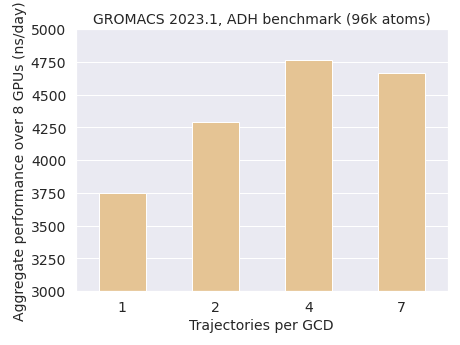 GROMACS 2023.1, ADH benchmark (96k atoms)
Aggregate performance over 8 GPUs (ns/day)
5000
4750
4500
4250
4000
3750
3500
3250
3000
1 2 4 7
Trajectories per GCD